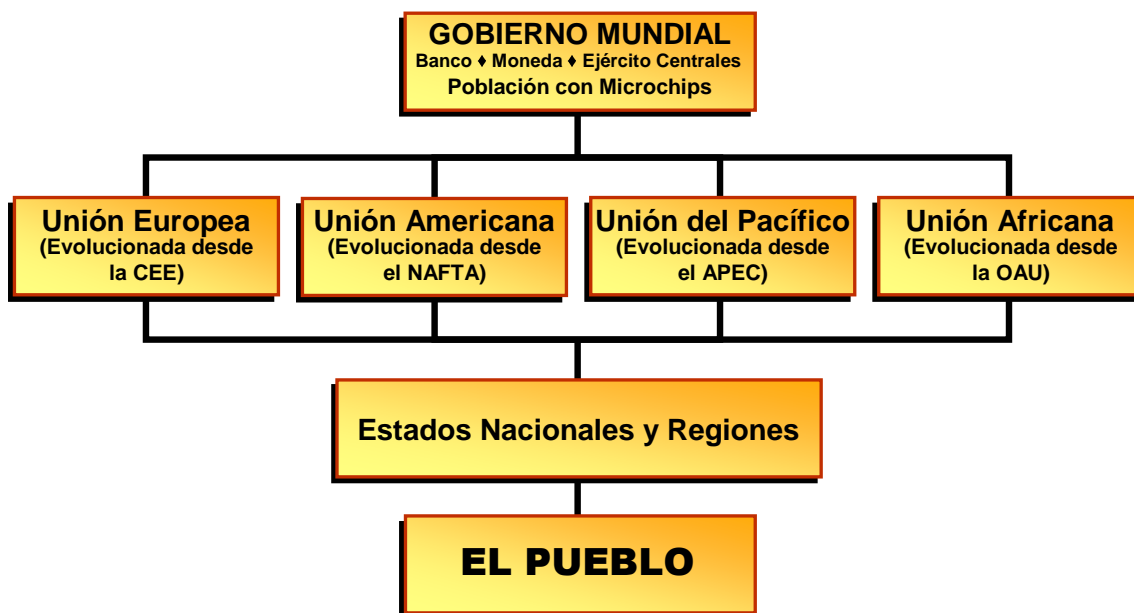 GOBIERNO MUNDIAL
Banco ♦ Moneda ♦ Ejército Centrales
Población con Microchips
Unión Europea
(Evolucionada desde
la CEE)
Unión Americana
(Evolucionada desde
el NAFTA)
Unión del Pacífico
(Evolucionada desde
el APEC)
Unión Africana
(Evolucionada desde
la OAU)
Estados Nacionales y Regiones
EL PUEBLO